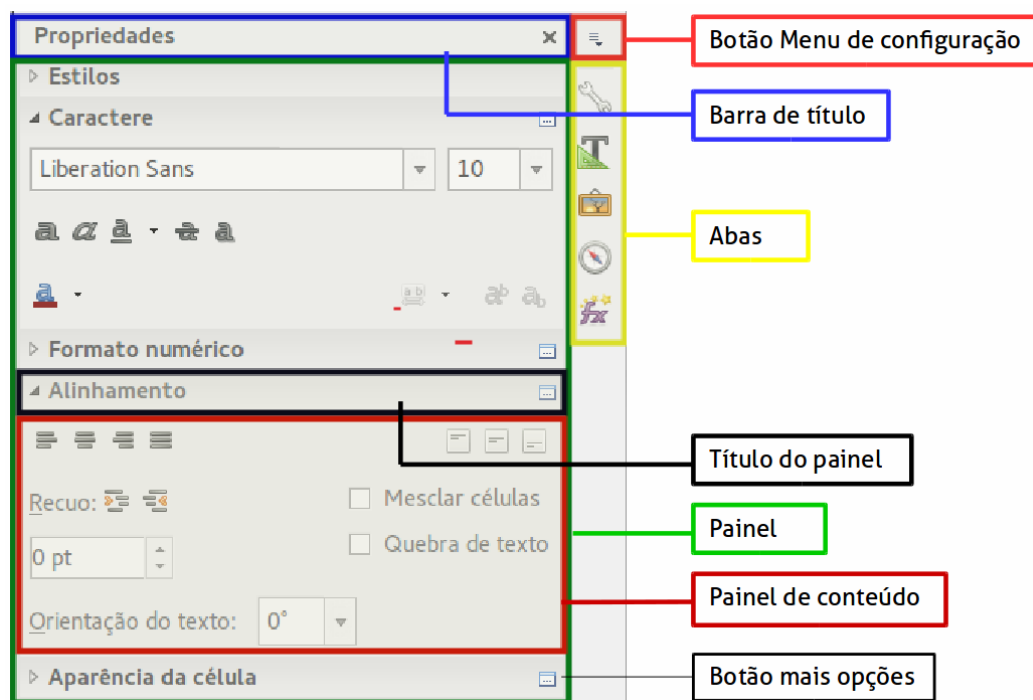 Propriedades
Botão Menu de configuração
Estilos
Caractere
Barra de título
Liberation Sans
10
Abas
Formato numérico
Alinhamento
Título do painel
Recuo:
Mesclar células
Painel
0 pt
Quebra de texto
Painel de conteúdo
Orientação do texto:
0°
Aparência da célula
Botão mais opções